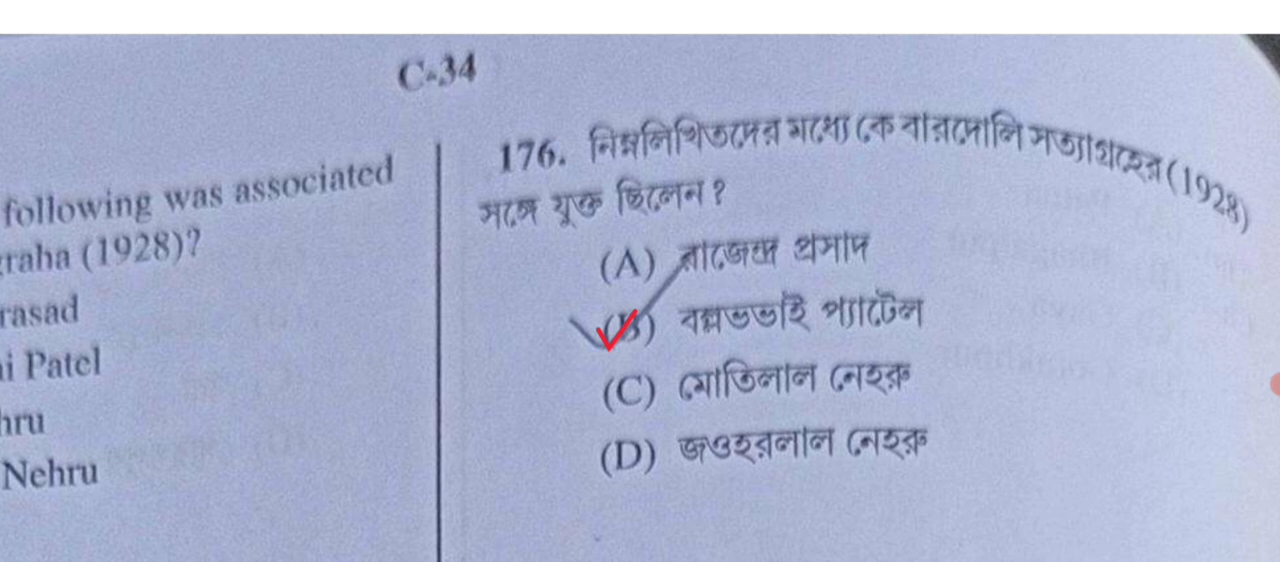 C-34
following was associated
raha (1928)?
rasad
i Patel
hru
Nehru
176. নিম্নলিখিতদের মধ্যে কে বারদোলি সত্যাগ্রহের (1928)
সঙ্গে যুক্ত ছিলেন ?
(A) রাজেন্দ্র প্রসাদ
(B) বল্লভভাই প্যাটেল
(C) মোতিলাল নেহরু
(D) জওহরলাল নেহরু